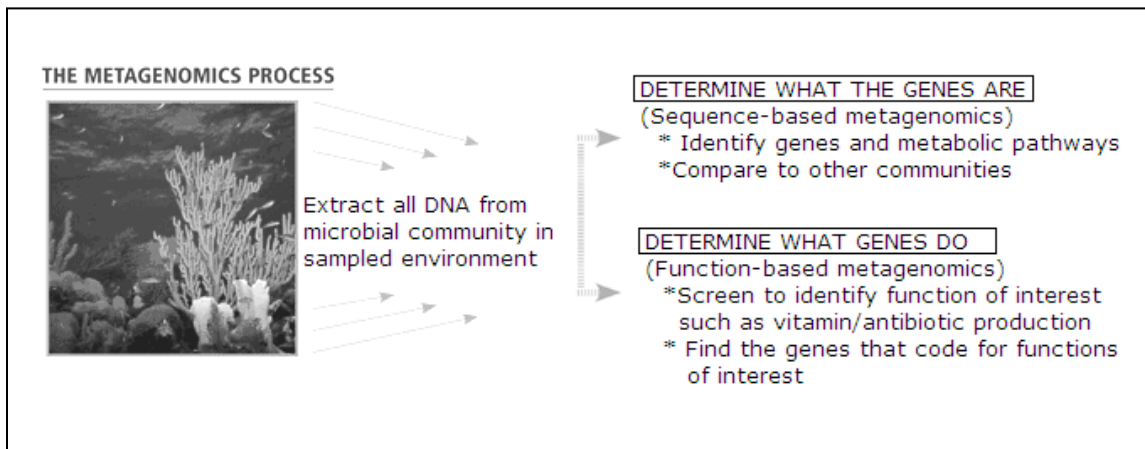 THE METAGENOMICS PROCESS
Extract all DNA from
microbial community in
sampled environment
DETERMINE WHAT THE GENES ARE
(Sequence-based metagenomics)
* Identify genes and metabolic pathways
*Compare to other communities
DETERMINE WHAT GENES DO
(Function-based metagenomics)
*Screen to identify function of interest
such as vitamin/antibiotic production
* Find the genes that code for functions
of interest